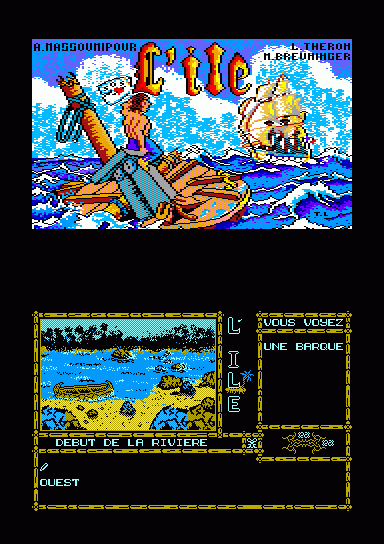 A.MASSOUMIPOUR
L. THERON
M.BREUNINGER
L'ile
T.L
L'ILE
VOUS VOYEZ
UNE BARQUE
DEBUT DE LA RIVIERE
OUEST